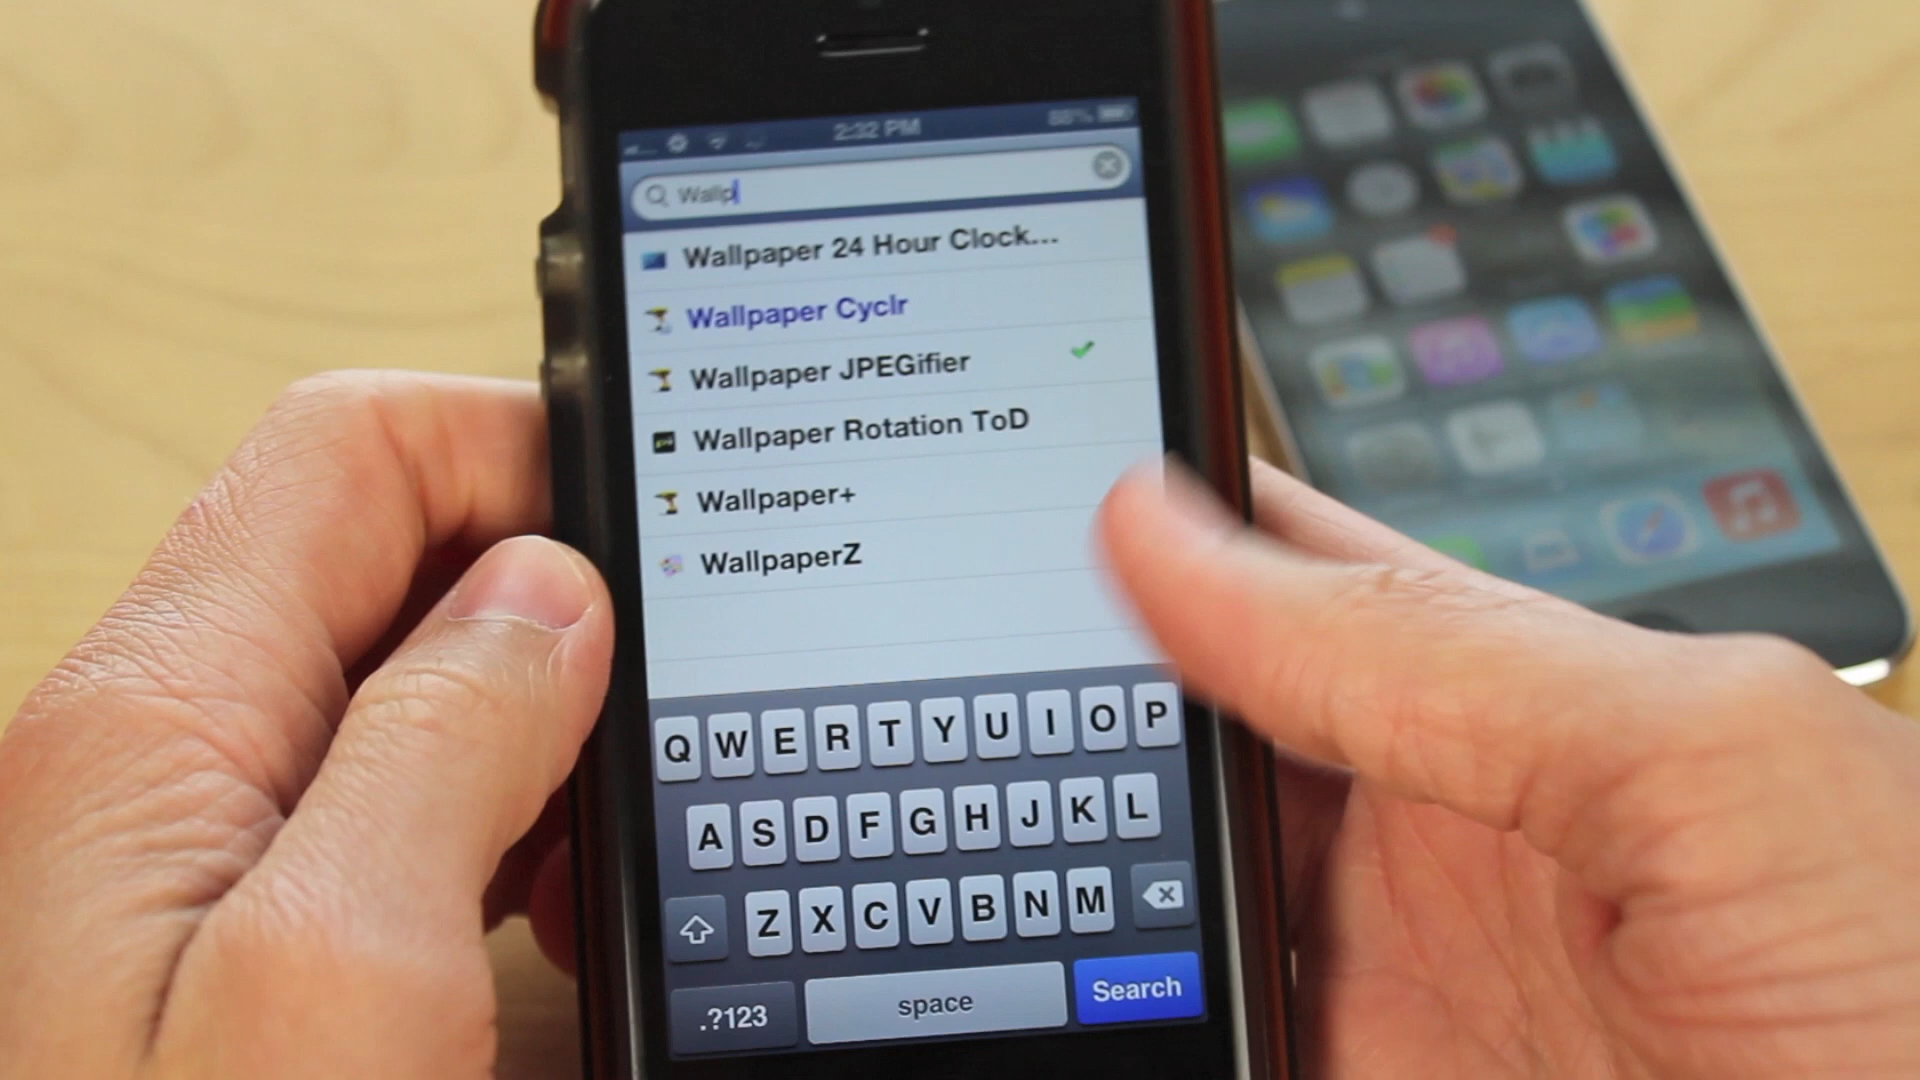 2:32 PM
88%
Wallp
Wallpaper 24 Hour Clock...
Wallpaper Cyclr
Wallpaper JPEGifier
Wallpaper Rotation ToD
Wallpaper+
WallpaperZ
Q W E R T Y U I O P
A S D F G H J K L
Z X C V B N M
.?123 space Search